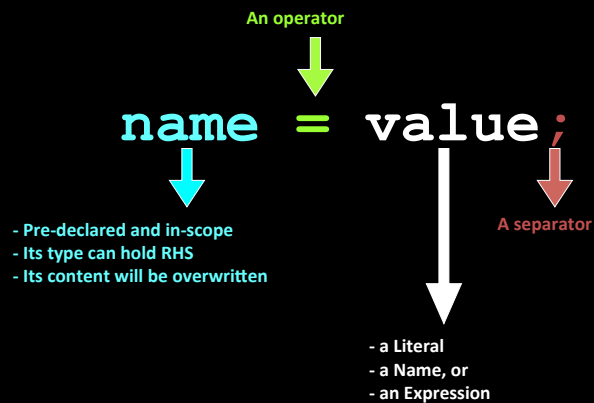 An operator
name = value;
- Pre-declared and in-scope
- Its type can hold RHS
- Its content will be overwritten
A separator
- a Literal
- a Name, or
- an Expression